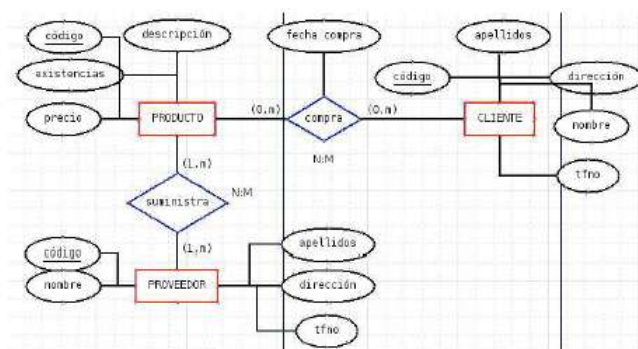 código
descripción
fecha compra
apellidos
existencias
código
dirección
precio
PRODUCTO
(0,n)
compra
(0,n)
CLIENTE
nombre
N:M
(1,n)
tfno
suministra
N:M
(1,n)
código
apellidos
nombre
PROVEEDOR
dirección
tfno